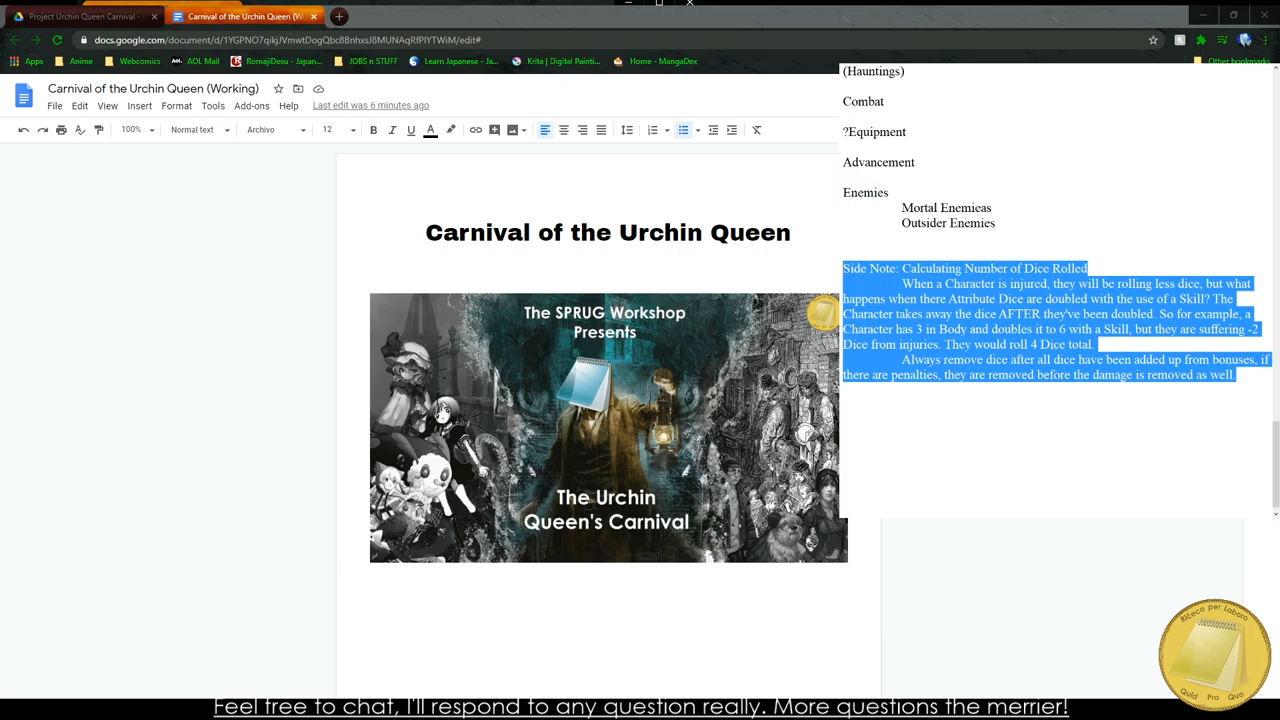 Project Urchin Queen Carnival -
Carnival of the Urchin Queen (W
docs.google.com/document/d/1YGPNO7qikjJVmwtDogQbc8BnhxsJ8MUNAqRfPIYTWiM/edit#
Apps
Anime
Webcomics
AOL Mail
RomajiDesu - Japan...
JOBS n STUFF
Learn Japanese - Ja...
Krita | Digital Painti...
Home - MangaDex
Other bookmarks
Carnival of the Urchin Queen (Working)
File Edit View Insert Format Tools Add-ons Help Last edit was 6 minutes ago
100% Normal text Archivo 12 B I U A
Carnival of the Urchin Queen
The SPRUG Workshop
Presents
The Urchin
Queen's Carnival
(Hauntings)
Combat
?Equipment
Advancement
Enemies
Mortal Enemieas
Outsider Enemies
Side Note: Calculating Number of Dice Rolled
When a Character is injured, they will be rolling less dice, but what
happens when there Attribute Dice are doubled with the use of a Skill? The
Character takes away the dice AFTER they've been doubled. So for example, a
Character has 3 in Body and doubles it to 6 with a Skill, but they are suffering -2
Dice from injuries. They would roll 4 Dice total.
Always remove dice after all dice have been added up from bonuses, if
there are penalties, they are removed before the damage is removed as well.
Riceco per Laboro
Quid Pro Quo
Feel free to chat, I'll respond to any question really. More questions the merrier!